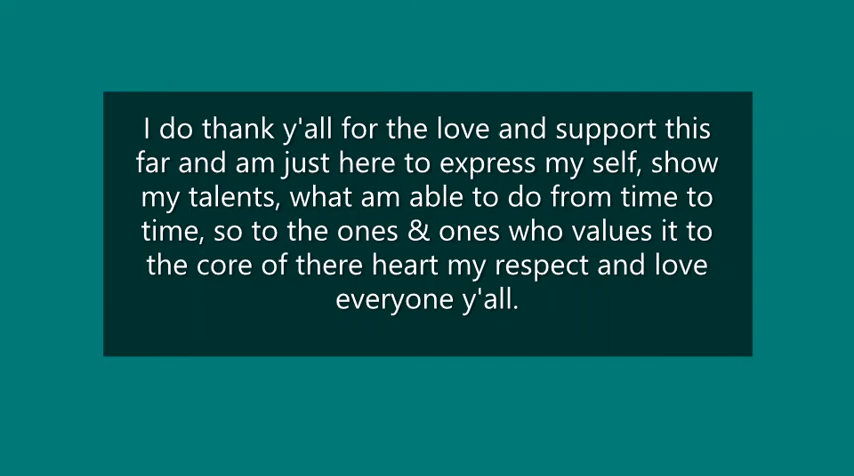 I do thank y'all for the love and support this
far and am just here to express my self, show
my talents, what am able to do from time to
time, so to the ones & ones who values it to
the core of there heart my respect and love
everyone y'all.